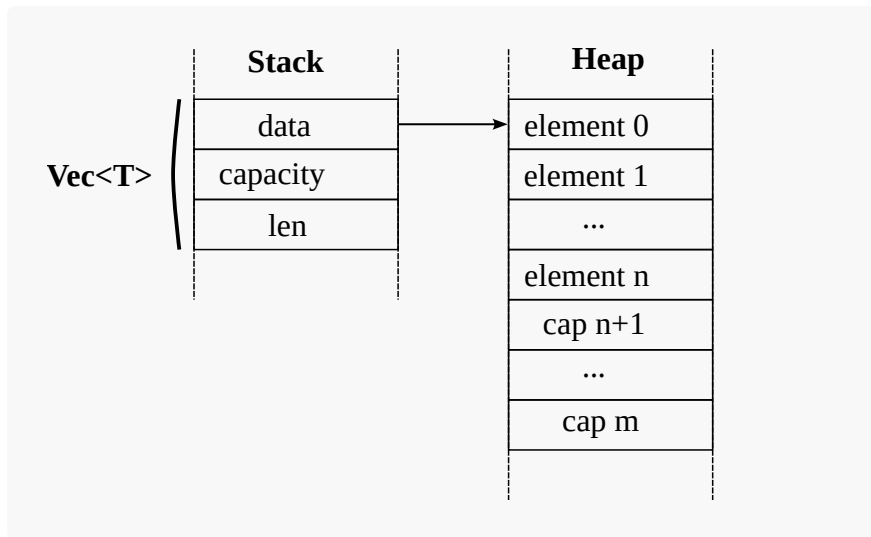 Stack
Heap
Vec<T>
data
capacity
len
element 0
element 1
...
element n
cap n+1
...
cap m